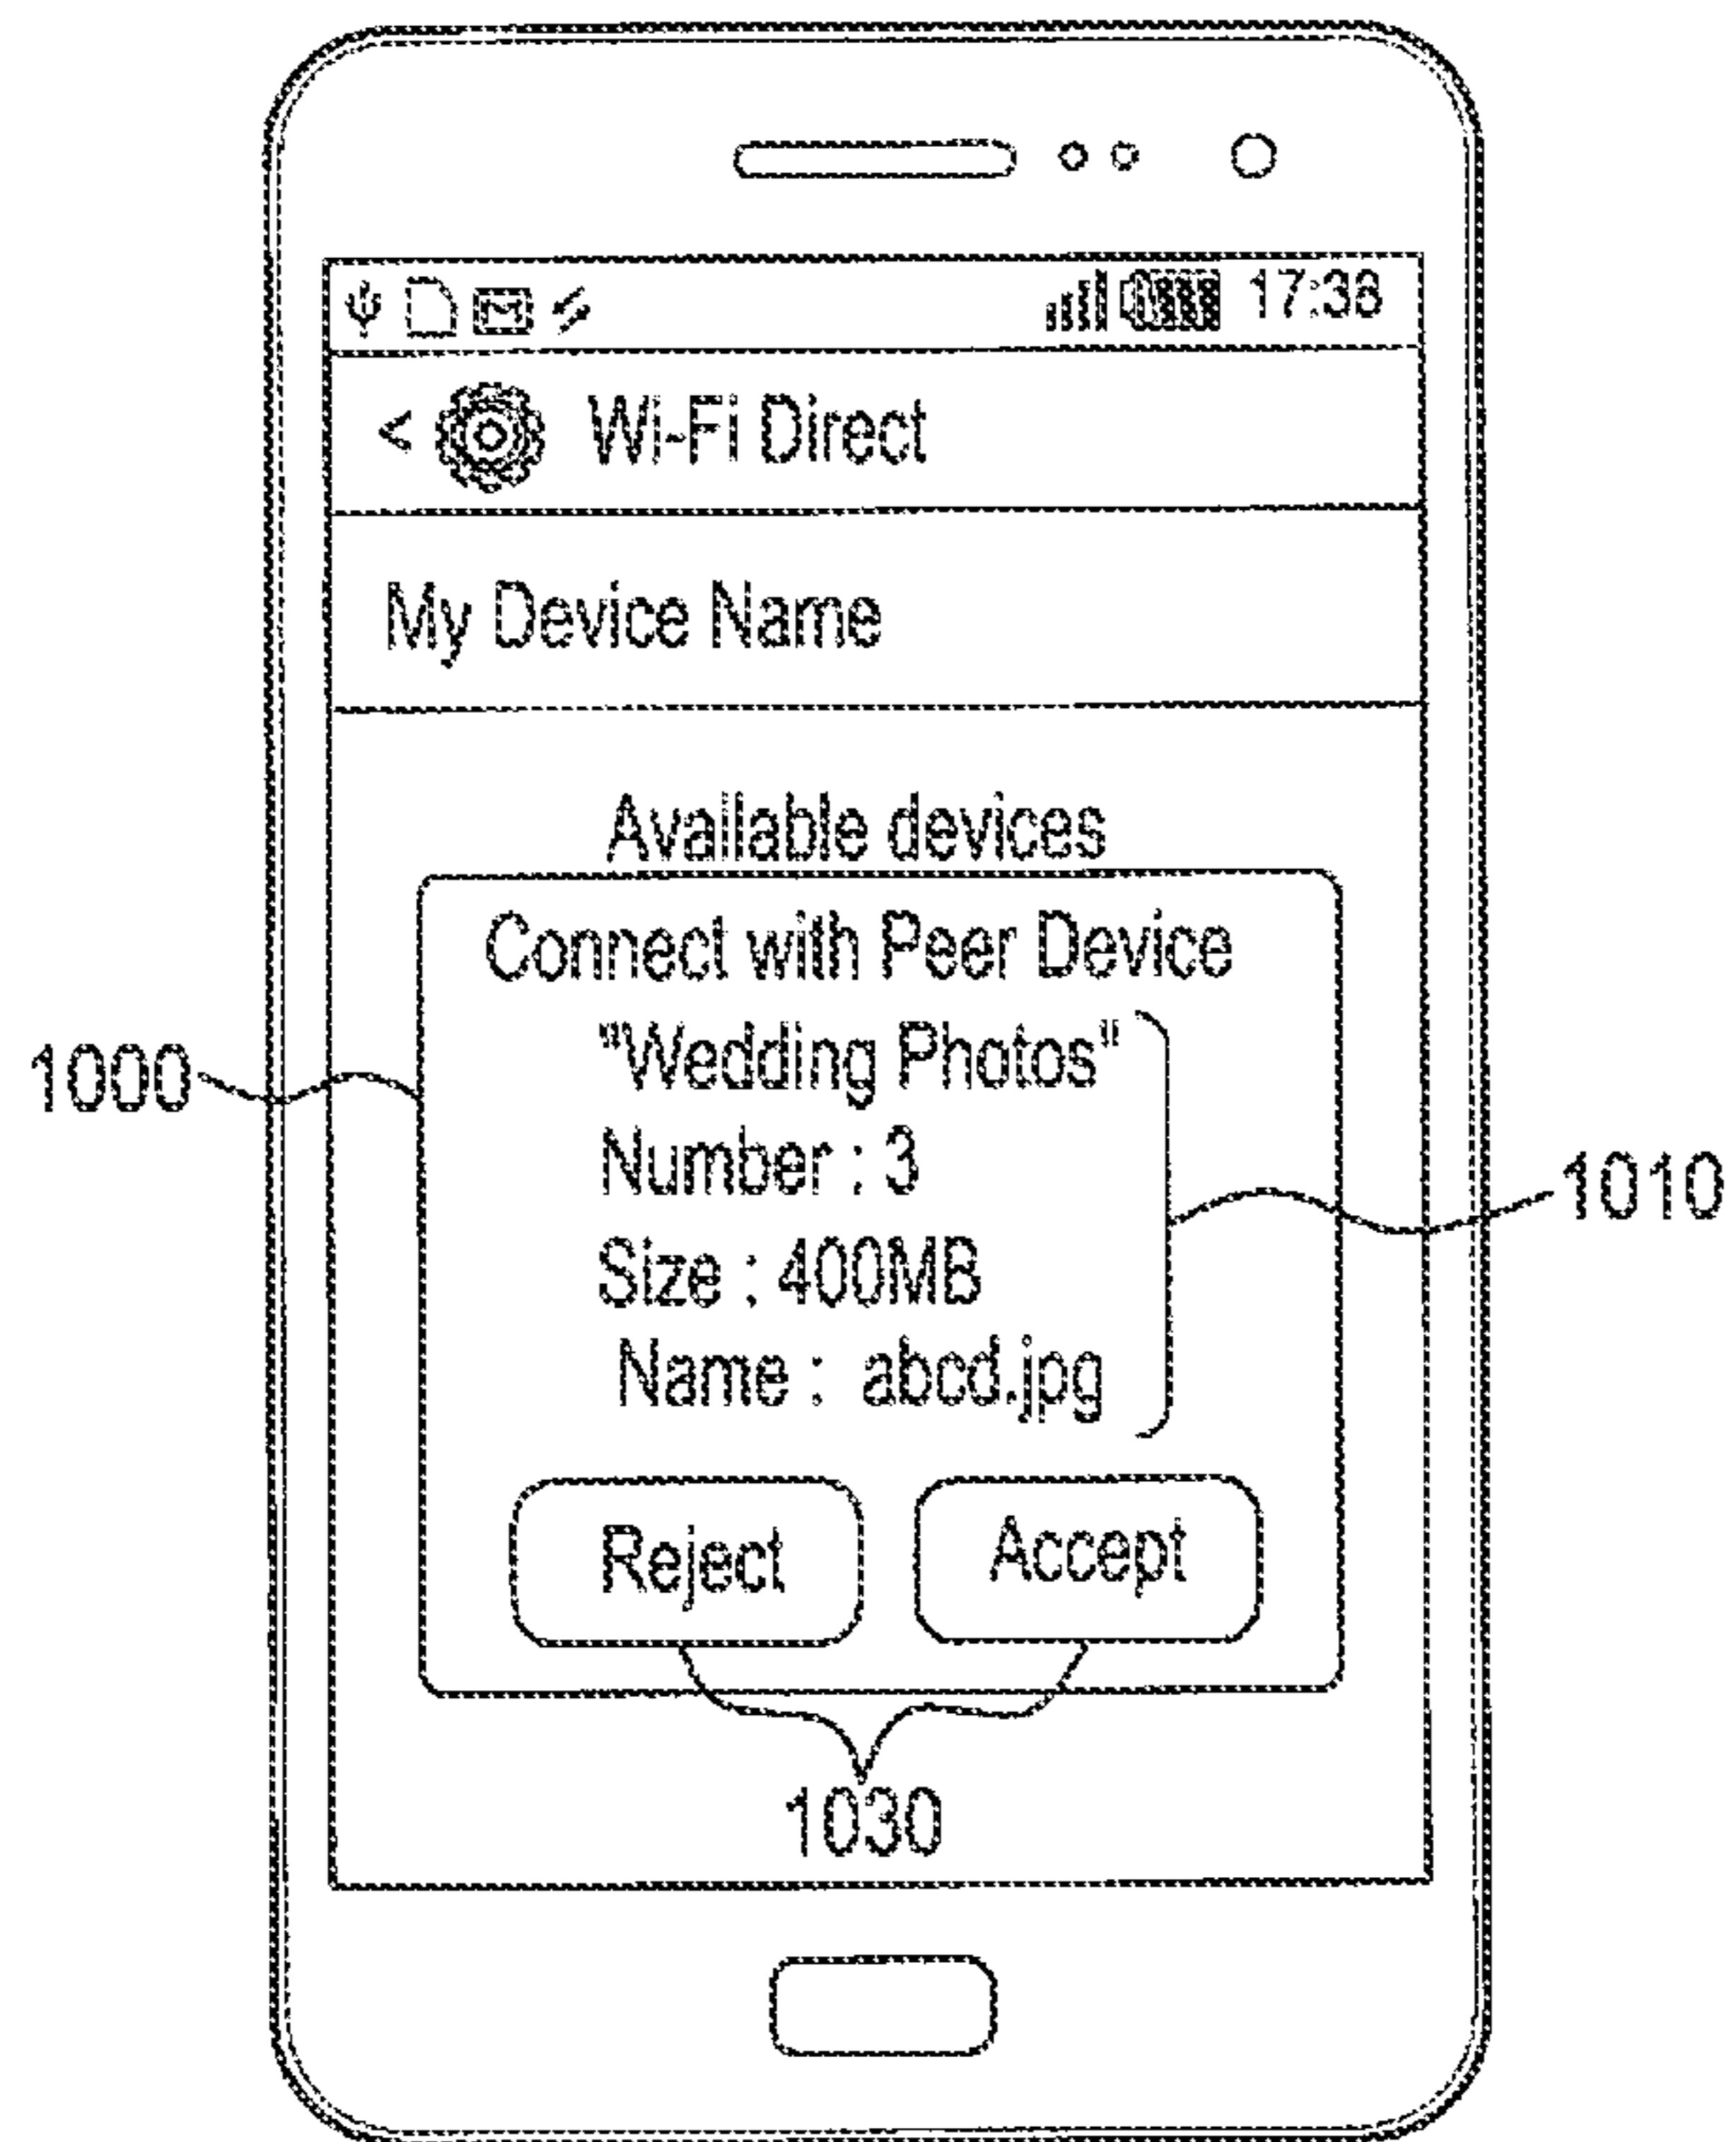 17:38
< Wi-Fi Direct
My Device Name
Available devices
Connect with Peer Device
"Wedding Photos"
1000
Number : 3
1010
Size : 400MB
Name : abcd.jpg
Reject Accept
1030